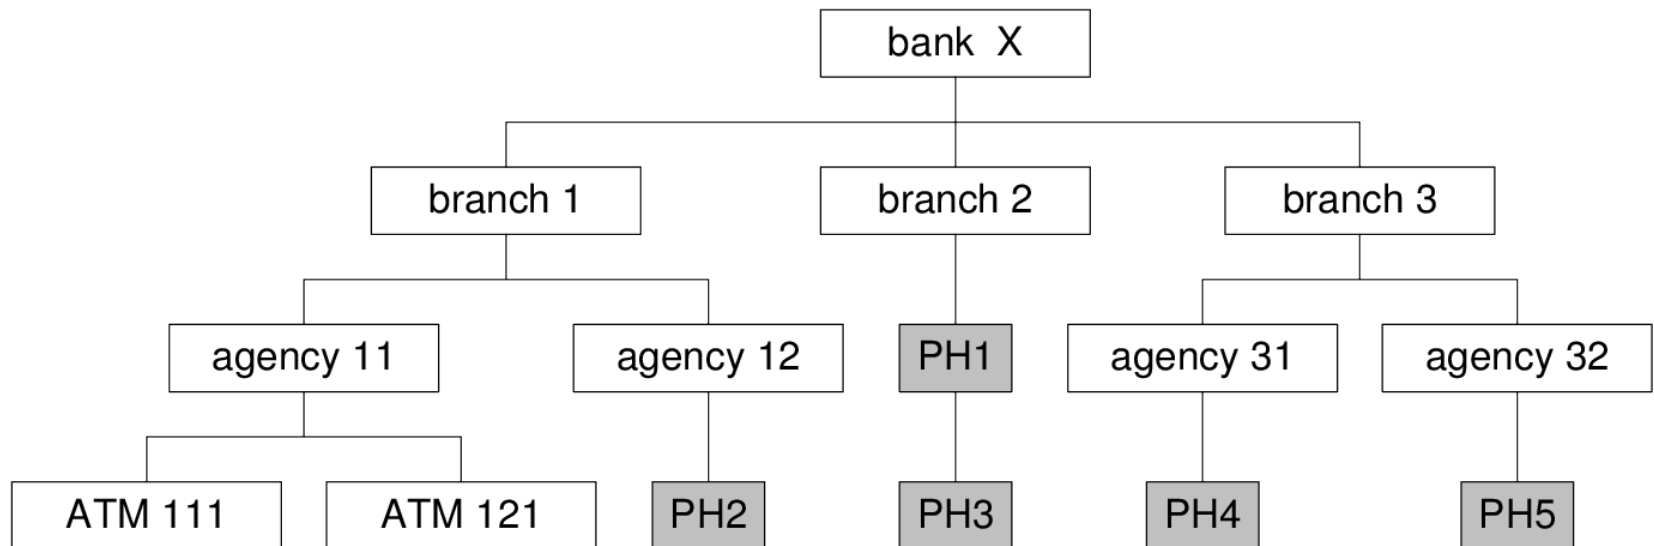 bank X
branch 1
branch 2
branch 3
agency 11
agency 12
PH1
agency 31
agency 32
ATM 111
ATM 121
PH2
PH3
PH4
PH5